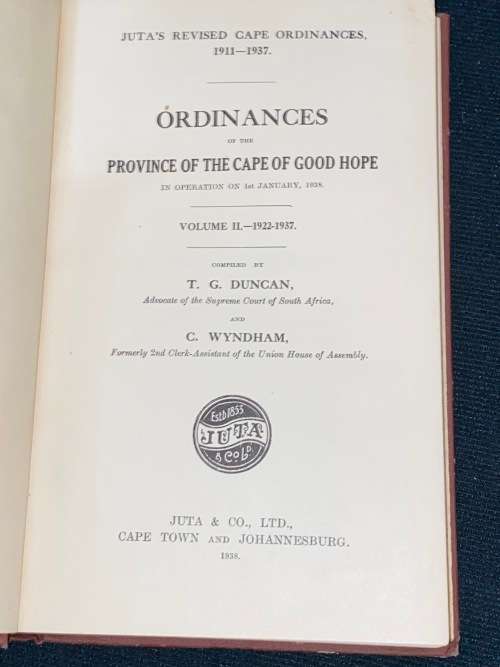 JUTA'S REVISED CAPE ORDINANCES,
1911—1937.
ORDINANCES
OF THE
PROVINCE OF THE CAPE OF GOOD HOPE
IN OPERATION ON 1st JANUARY, 1938.
VOLUME II.—1922-1937.
COMPILED BY
T. G. DUNCAN,
Advocate of the Supreme Court of South Africa,
AND
C. WYNDHAM,
Formerly 2nd Clerk-Assistant of the Union House of Assembly.
ESTD 1853
JUTA
& CO LD.
JUTA & CO., LTD.,
CAPE TOWN AND JOHANNESBURG.
1938.